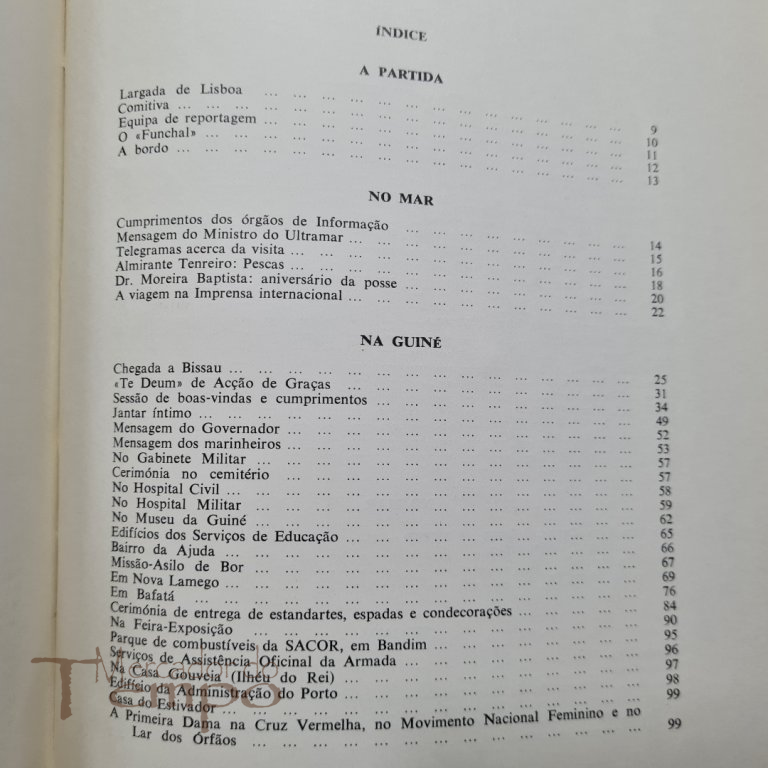 ÍNDICE
A PARTIDA
Largada de Lisboa ... ... ... ... ... ... ... ... ... ... ... ... ... 9
Comitiva ... ... ... ... ... ... ... ... ... ... ... ... ... 10
Equipa de reportagem ... ... ... ... ... ... ... ... ... ... ... ... ... 11
O «Funchal» ... ... ... ... ... ... ... ... ... ... ... ... ... 12
A bordo ... ... ... ... ... ... ... ... ... ... ... ... ... 13
NO MAR
Cumprimentos dos órgãos de Informação ... ... ... ... ... ... ... ... 14
Mensagem do Ministro do Ultramar ... ... ... ... ... ... ... ... ... 15
Telegramas acerca da visita ... ... ... ... ... ... ... ... ... ... 16
Almirante Tenreiro: Pescas ... ... ... ... ... ... ... ... ... ... 18
Dr. Moreira Baptista: aniversário da posse ... ... ... ... ... ... ... 20
A viagem na Imprensa internacional ... ... ... ... ... ... ... ... ... 22
NA GUINÉ
Chegada a Bissau ... ... ... ... ... ... ... ... ... ... ... ... 25
«Te Deum» de Acção de Graças ... ... ... ... ... ... ... ... ... 31
Sessão de boas-vindas e cumprimentos ... ... ... ... ... ... ... ... 34
Jantar íntimo ... ... ... ... ... ... ... ... ... ... ... ... ... 49
Mensagem do Governador ... ... ... ... ... ... ... ... ... ... 52
Mensagem dos marinheiros ... ... ... ... ... ... ... ... ... ... 53
No Gabinete Militar ... ... ... ... ... ... ... ... ... ... ... 57
Cerimónia no cemitério ... ... ... ... ... ... ... ... ... ... 57
No Hospital Civil ... ... ... ... ... ... ... ... ... ... ... ... 58
No Hospital Militar ... ... ... ... ... ... ... ... ... ... ... 59
No Museu da Guiné ... ... ... ... ... ... ... ... ... ... ... 62
Edifícios dos Serviços de Educação ... ... ... ... ... ... ... ... 65
Bairro da Ajuda ... ... ... ... ... ... ... ... ... ... ... ... 66
Missão-Asilo de Bor ... ... ... ... ... ... ... ... ... ... ... 67
Em Nova Lamego ... ... ... ... ... ... ... ... ... ... ... ... 69
Em Bafatá ... ... ... ... ... ... ... ... ... ... ... ... ... 76
Cerimónia de entrega de estandartes, espadas e condecorações ... ... ... ... 84
Na Feira-Exposição ... ... ... ... ... ... ... ... ... ... ... 90
Parque de combustíveis da SACOR, em Bandim ... ... ... ... ... ... 95
Serviços de Assistência Oficinal da Armada ... ... ... ... ... ... ... 96
Na Casa Gouveia (Ilhéu do Rei) ... ... ... ... ... ... ... ... ... 97
Edifício da Administração do Porto ... ... ... ... ... ... ... ... ... 98
Casa do Estivador ... ... ... ... ... ... ... ... ... ... ... ... 99
A Primeira Dama na Cruz Vermelha, no Movimento Nacional Feminino e no
Lar dos Órfãos ... ... ... ... ... ... ... ... ... ... ... ... 99
Mercado do
Tempo